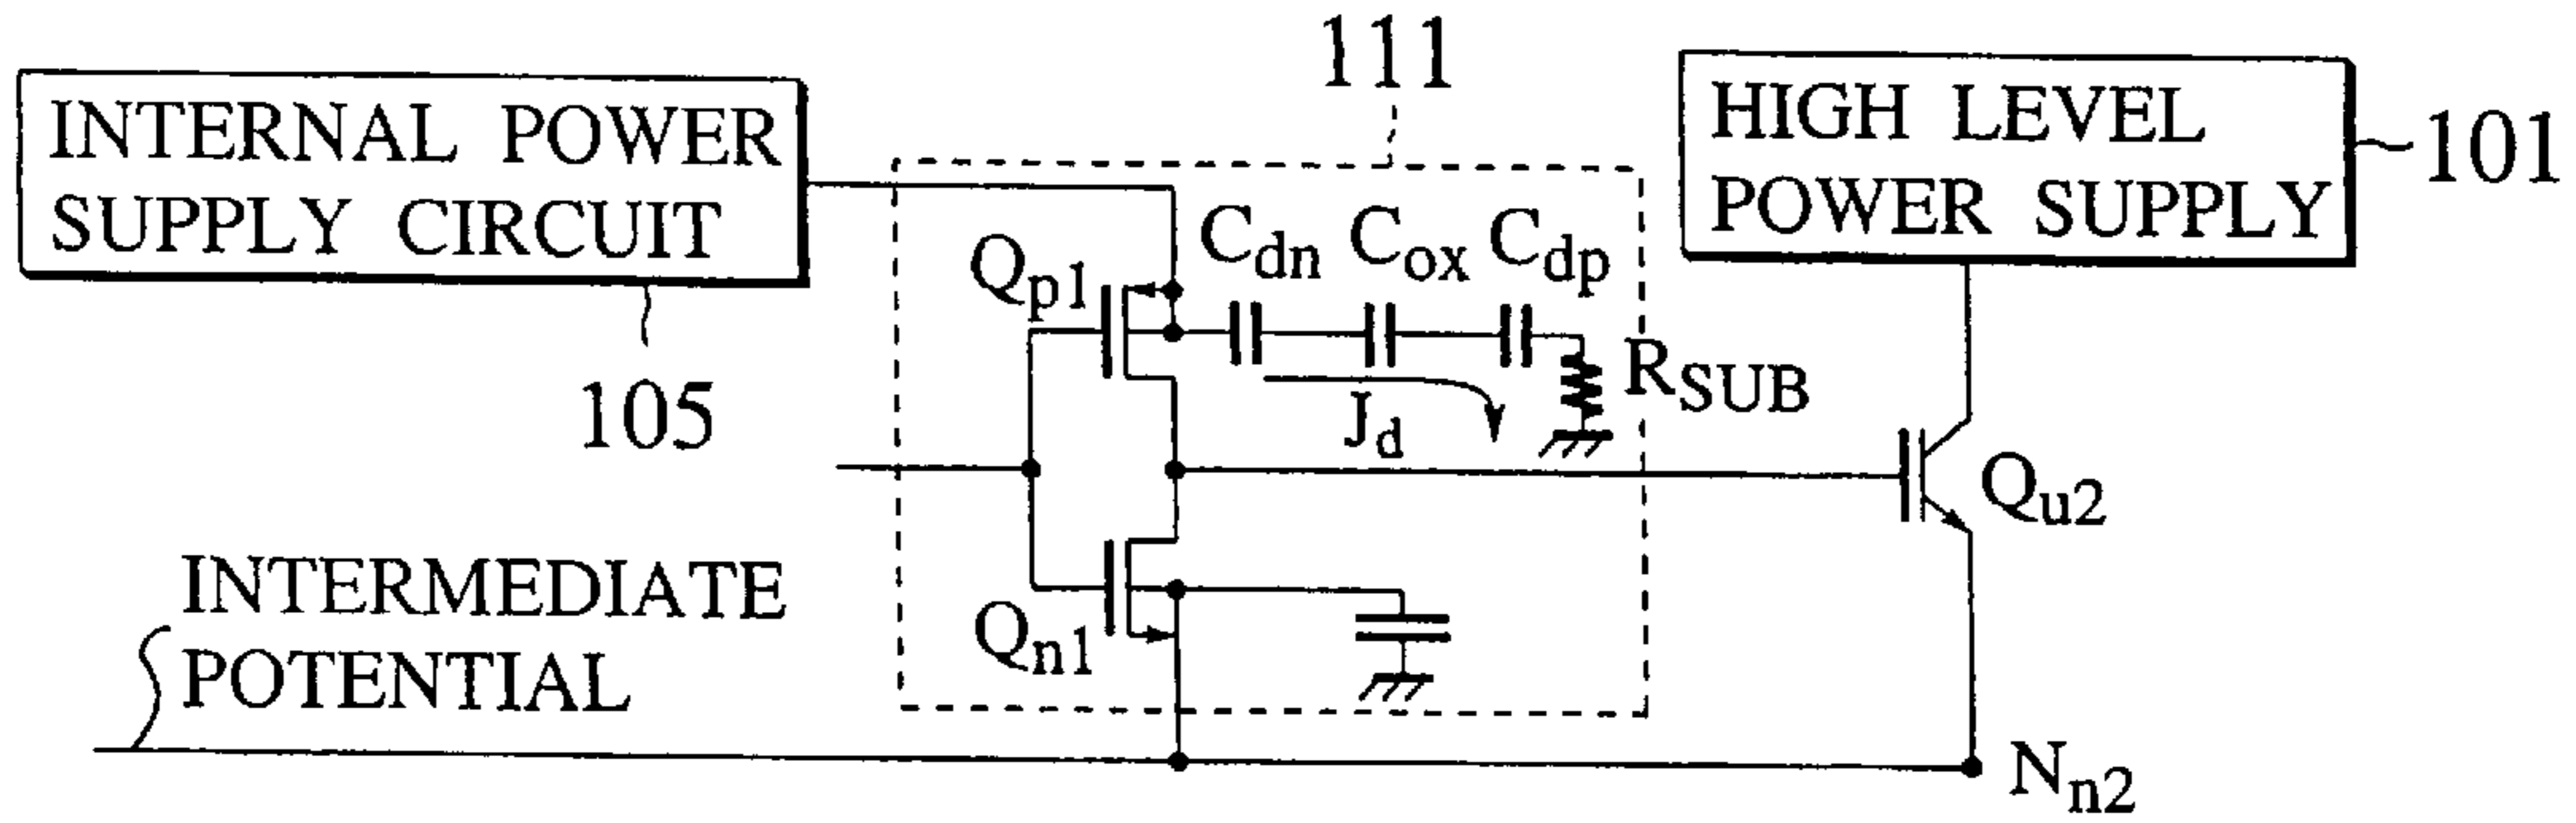 111
INTERNAL POWER
SUPPLY CIRCUIT
105
HIGH LEVEL
POWER SUPPLY
101
Qp1
Cdn
Cox
Cdp
RSUB
Jd
Qu2
Qn1
INTERMEDIATE
POTENTIAL
Nn2